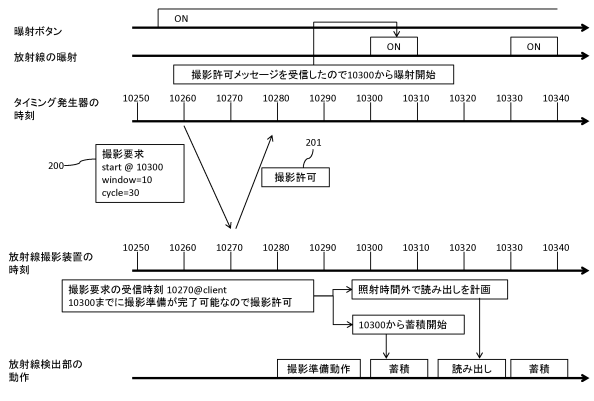 曝射ボタン
ON
放射線の曝射
ON
ON
撮影許可メッセージを受信したので10300から曝射開始
タイミング発生器の
時刻
10250 10260 10270 10280 10290 10300 10310 10320 10330 10340
200
撮影要求
start @ 10300
window=10
cycle=30
201
撮影許可
放射線撮影装置の
時刻
10250 10260 10270 10280 10290 10300 10310 10320 10330 10340
撮影要求の受信時刻 10270@client
10300までに撮影準備が完了可能なので撮影許可
照射時間外で読み出しを計画
10300から蓄積開始
放射線検出部の
動作
撮影準備動作 蓄積 読み出し 蓄積